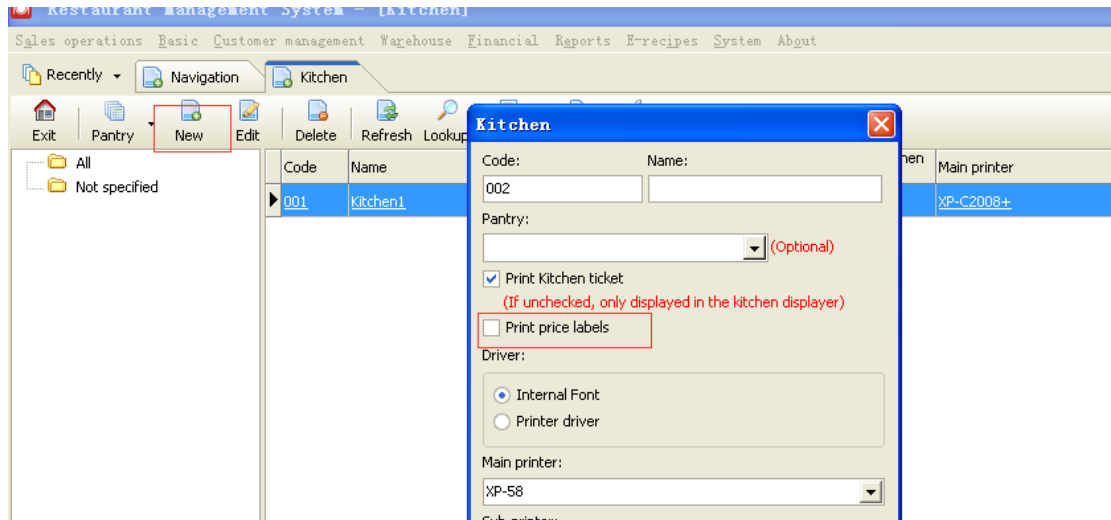 Restaurant Management System - [Kitchen]
Sales operations Basic Customer management Warehouse Financial Reports E-recipes System About
Recently Navigation Kitchen
Exit Pantry New Edit Delete Refresh Lookup
All
Not specified
Code Name Main printer
001 Kitchen1 XP-C2008+
Kitchen
Code: Name:
002
Pantry:
(Optional)
Print Kitchen ticket
(If unchecked, only displayed in the kitchen displayer)
Print price labels
Driver:
Internal Font
Printer driver
Main printer:
XP-58